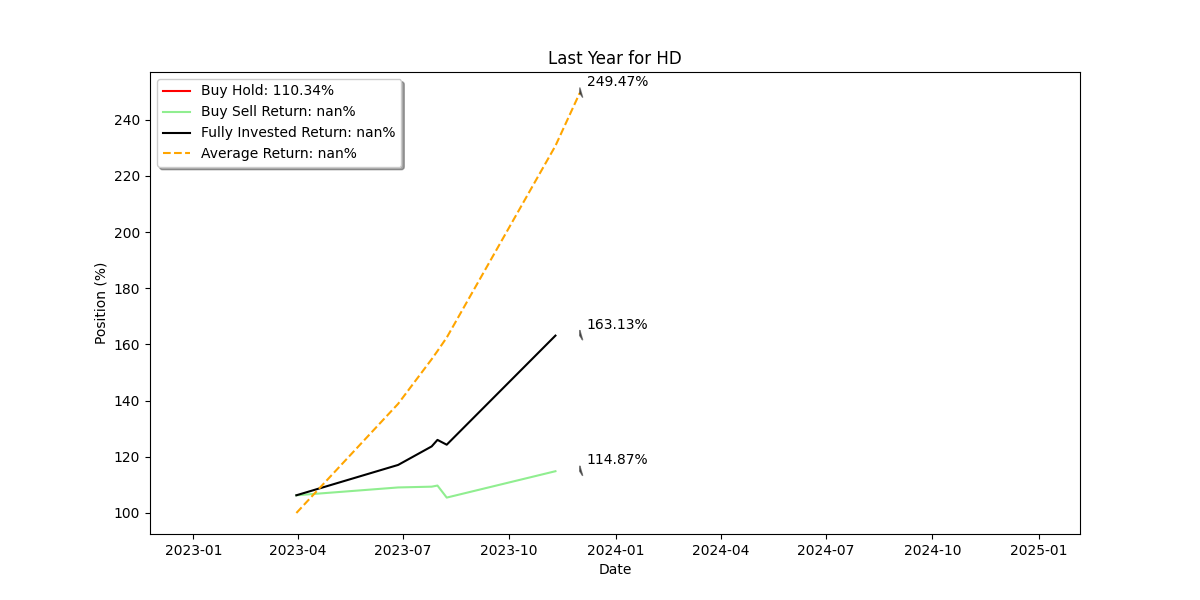 Last Year for HD
249.47%
Buy Hold: 110.34%
Buy Sell Return: nan%
Fully Invested Return: nan%
Average Return: nan%
240
220
200
180
163.13%
160
140
120
114.87%
100
Position (%)
2023-01 2023-04 2023-07 2023-10 2024-01 2024-04 2024-07 2024-10 2025-01
Date